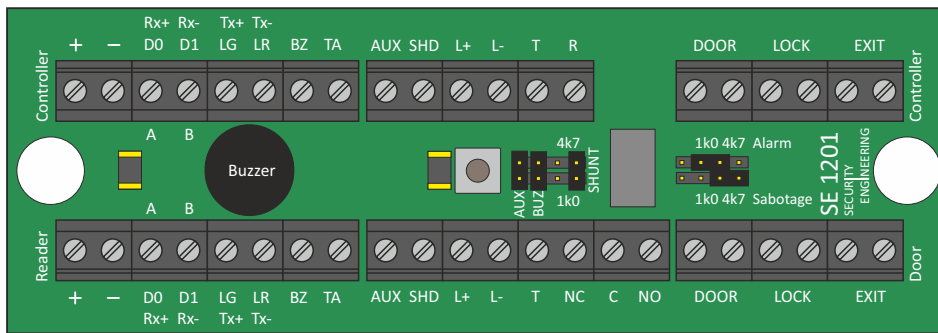 Rx+ Rx- Tx+ Tx-
+ – D0 D1 LG LR BZ TA AUX SHD L+ L- T R DOOR LOCK EXIT
Controller
Controller
A B
Buzzer
4k7
SHUNT
AUX
BUZ
1k0
1k0 4k7 Alarm
1k0 4k7 Sabotage
SE 1201
SECURITY
ENGINEERING
A B
Reader
Door
+ – D0 D1 LG LR BZ TA AUX SHD L+ L- T NC C NO DOOR LOCK EXIT
Rx+ Rx- Tx+ Tx-